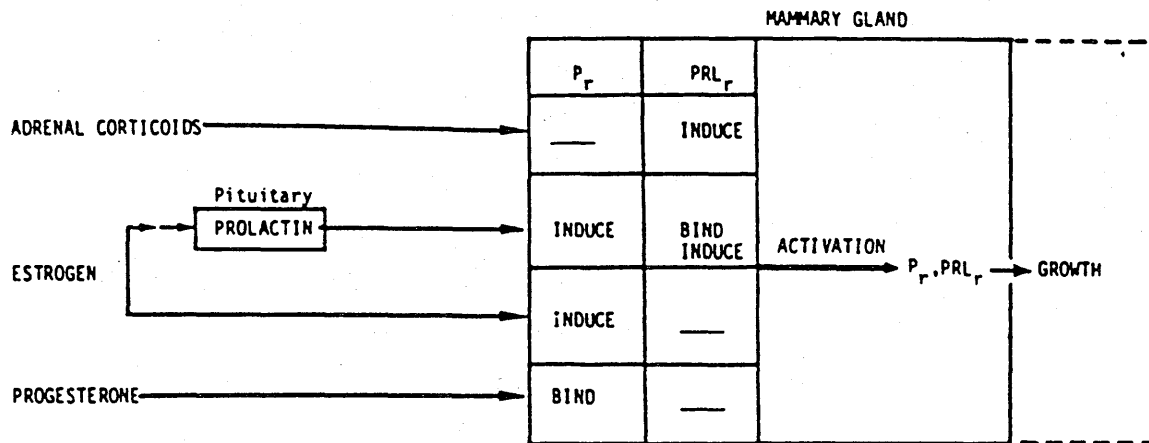 MAMMARY GLAND
P_r PRL_r
ADRENAL CORTICOIDS — INDUCE
Pituitary
PROLACTIN INDUCE BIND
INDUCE ACTIVATION
ESTROGEN P_r,PRL_r GROWTH
INDUCE —
PROGESTERONE BIND —